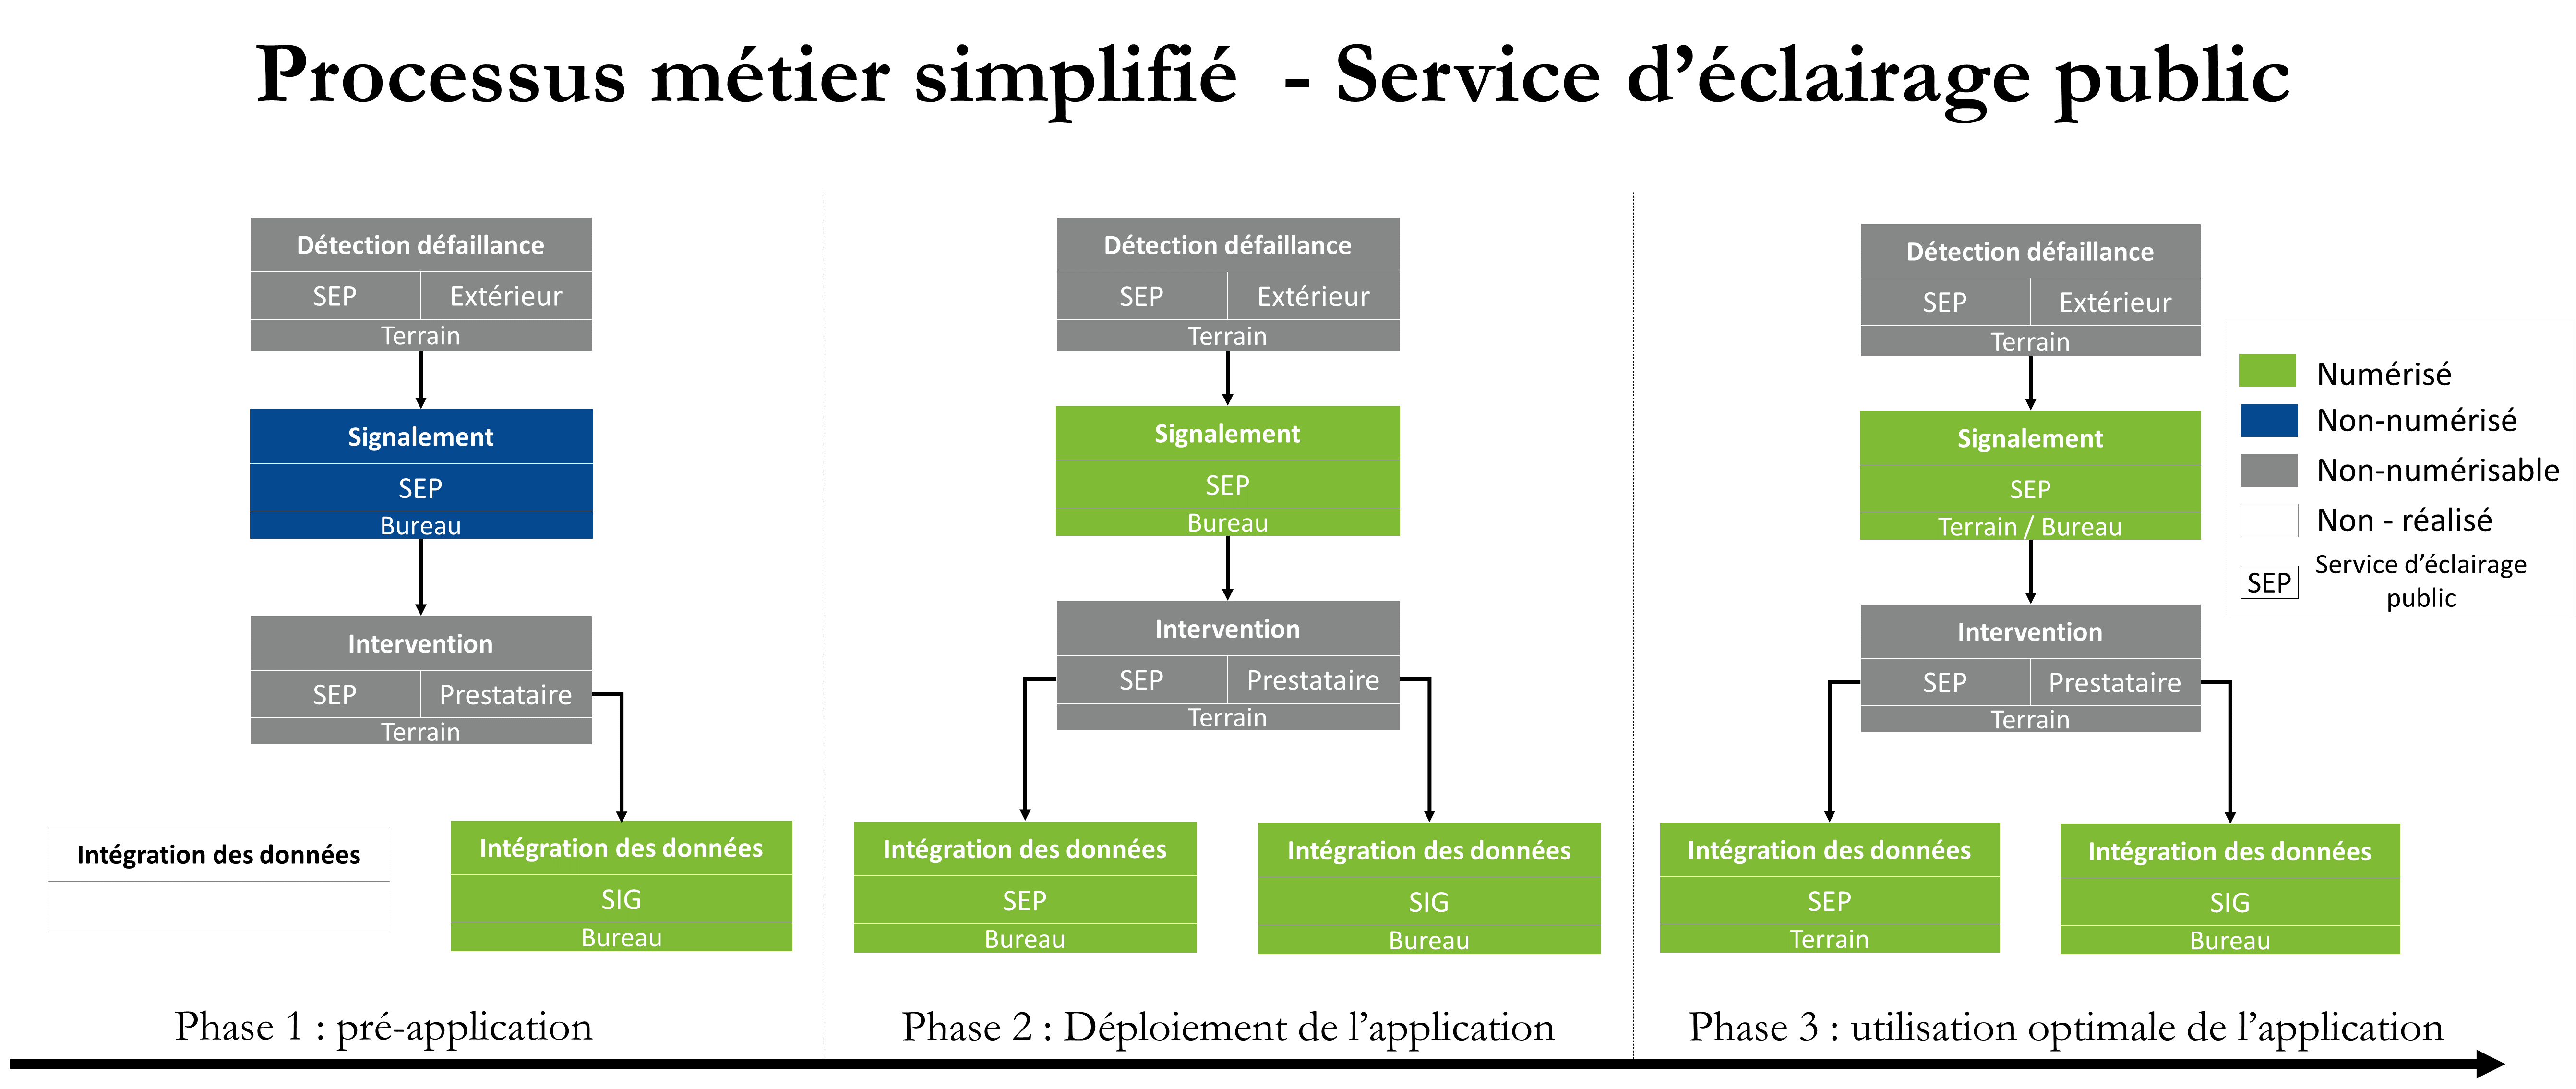 Processus métier simplifié - Service d’éclairage public
Détection défaillance
SEP Extérieur
Terrain
Signalement
SEP
Bureau
Intervention
SEP Prestataire
Terrain
Intégration des données
Intégration des données
SIG
Bureau
Phase 1 : pré-application
Détection défaillance
SEP Extérieur
Terrain
Signalement
SEP
Bureau
Intervention
SEP Prestataire
Terrain
Intégration des données
SEP
Bureau
Intégration des données
SIG
Bureau
Phase 2 : Déploiement de l’application
Détection défaillance
SEP Extérieur
Terrain
Signalement
SEP
Terrain / Bureau
Intervention
SEP Prestataire
Terrain
Intégration des données
SEP
Terrain
Intégration des données
SIG
Bureau
Phase 3 : utilisation optimale de l’application
Numérisé
Non-numérisé
Non-numérisable
Non - réalisé
SEP Service d’éclairage
public